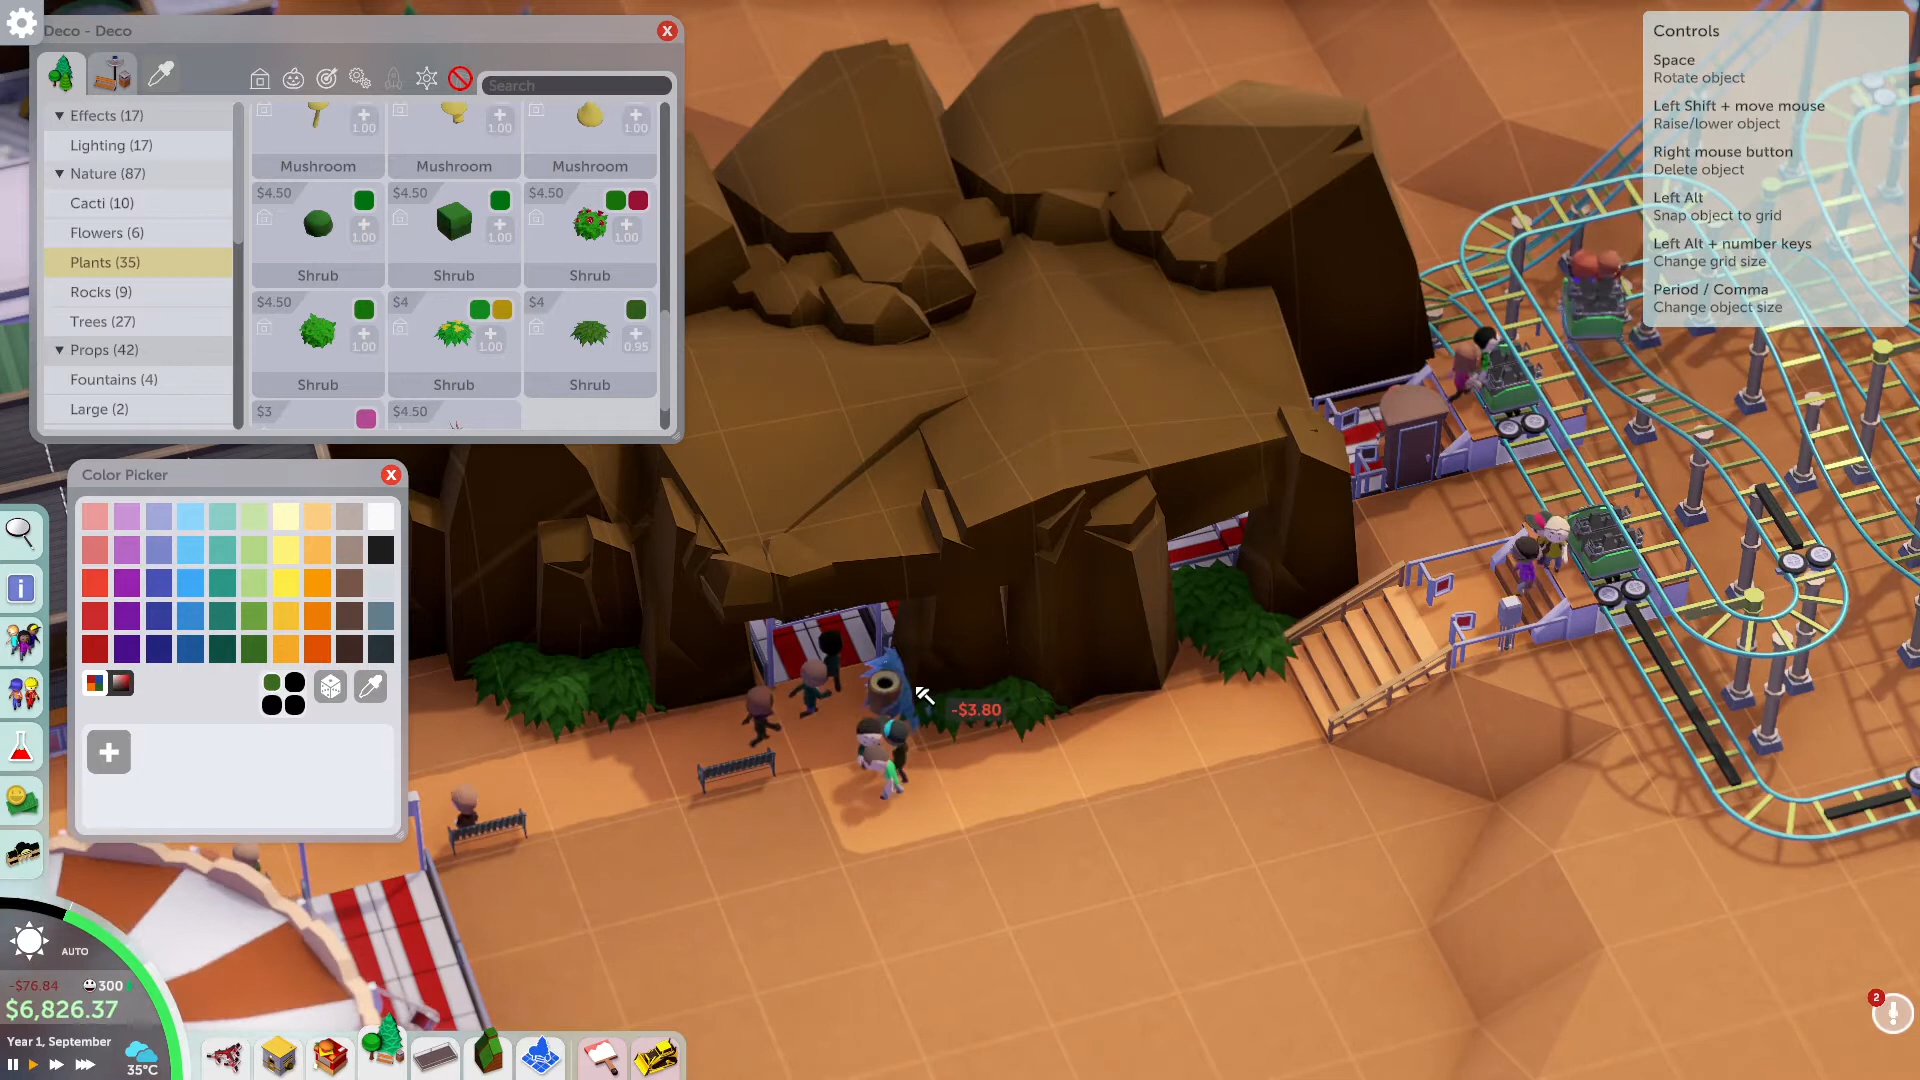 Deco - Deco
X
Search
▼ Effects (17)
Lighting (17)
▼ Nature (87)
Cacti (10)
Flowers (6)
Plants (35)
Rocks (9)
Trees (27)
▼ Props (42)
Fountains (4)
Large (2)
1.00
1.00
1.00
Mushroom
Mushroom
Mushroom
$4.50
$4.50
$4.50
1.00
1.00
1.00
Shrub
Shrub
Shrub
$4.50
$4
$4
1.00
1.00
0.95
Shrub
Shrub
Shrub
$3
$4.50
Controls
Space
Rotate object
Left Shift + move mouse
Raise/lower object
Right mouse button
Delete object
Left Alt
Snap object to grid
Left Alt + number keys
Change grid size
Period / Comma
Change object size
Color Picker
X
-$3.80
AUTO
-$76.84
300
$6,826.37
Year 1, September
35°C
2